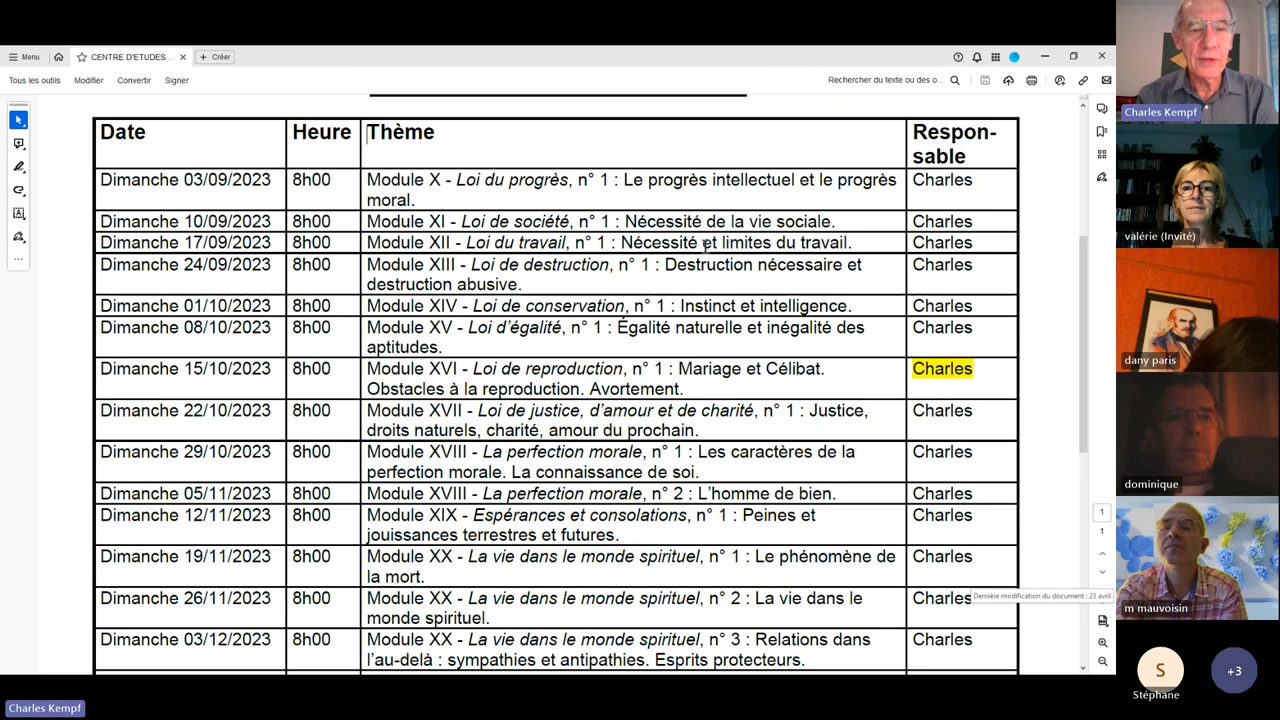 Menu
CENTRE D'ETUDES...
Créer
Tous les outils
Modifier
Convertir
Signer
Rechercher du texte ou des o...
Date
Heure
Thème
Respon-
sable
Dimanche 03/09/2023
8h00
Module X - Loi du progrès, n° 1 : Le progrès intellectuel et le progrès
moral.
Charles
Dimanche 10/09/2023
8h00
Module XI - Loi de société, n° 1 : Nécessité de la vie sociale.
Charles
Dimanche 17/09/2023
8h00
Module XII - Loi du travail, n° 1 : Nécessité et limites du travail.
Charles
Dimanche 24/09/2023
8h00
Module XIII - Loi de destruction, n° 1 : Destruction nécessaire et
destruction abusive.
Charles
Dimanche 01/10/2023
8h00
Module XIV - Loi de conservation, n° 1 : Instinct et intelligence.
Charles
Dimanche 08/10/2023
8h00
Module XV - Loi d’égalité, n° 1 : Égalité naturelle et inégalité des
aptitudes.
Charles
Dimanche 15/10/2023
8h00
Module XVI - Loi de reproduction, n° 1 : Mariage et Célibat.
Obstacles à la reproduction. Avortement.
Charles
Dimanche 22/10/2023
8h00
Module XVII - Loi de justice, d’amour et de charité, n° 1 : Justice,
droits naturels, charité, amour du prochain.
Charles
Dimanche 29/10/2023
8h00
Module XVIII - La perfection morale, n° 1 : Les caractères de la
perfection morale. La connaissance de soi.
Charles
Dimanche 05/11/2023
8h00
Module XVIII - La perfection morale, n° 2 : L’homme de bien.
Charles
Dimanche 12/11/2023
8h00
Module XIX - Espérances et consolations, n° 1 : Peines et
jouissances terrestres et futures.
Charles
Dimanche 19/11/2023
8h00
Module XX - La vie dans le monde spirituel, n° 1 : Le phénomène de
la mort.
Charles
Dimanche 26/11/2023
8h00
Module XX - La vie dans le monde spirituel, n° 2 : La vie dans le
monde spirituel.
Charles
Dimanche 03/12/2023
8h00
Module XX - La vie dans le monde spirituel, n° 3 : Relations dans
l’au-delà : sympathies et antipathies. Esprits protecteurs.
Charles
1
1
Dernière modification du document : 23 avril
Charles Kempf
valérie (Invité)
dany paris
dominique
m mauvoisin
S
Stéphane
+3
Charles Kempf